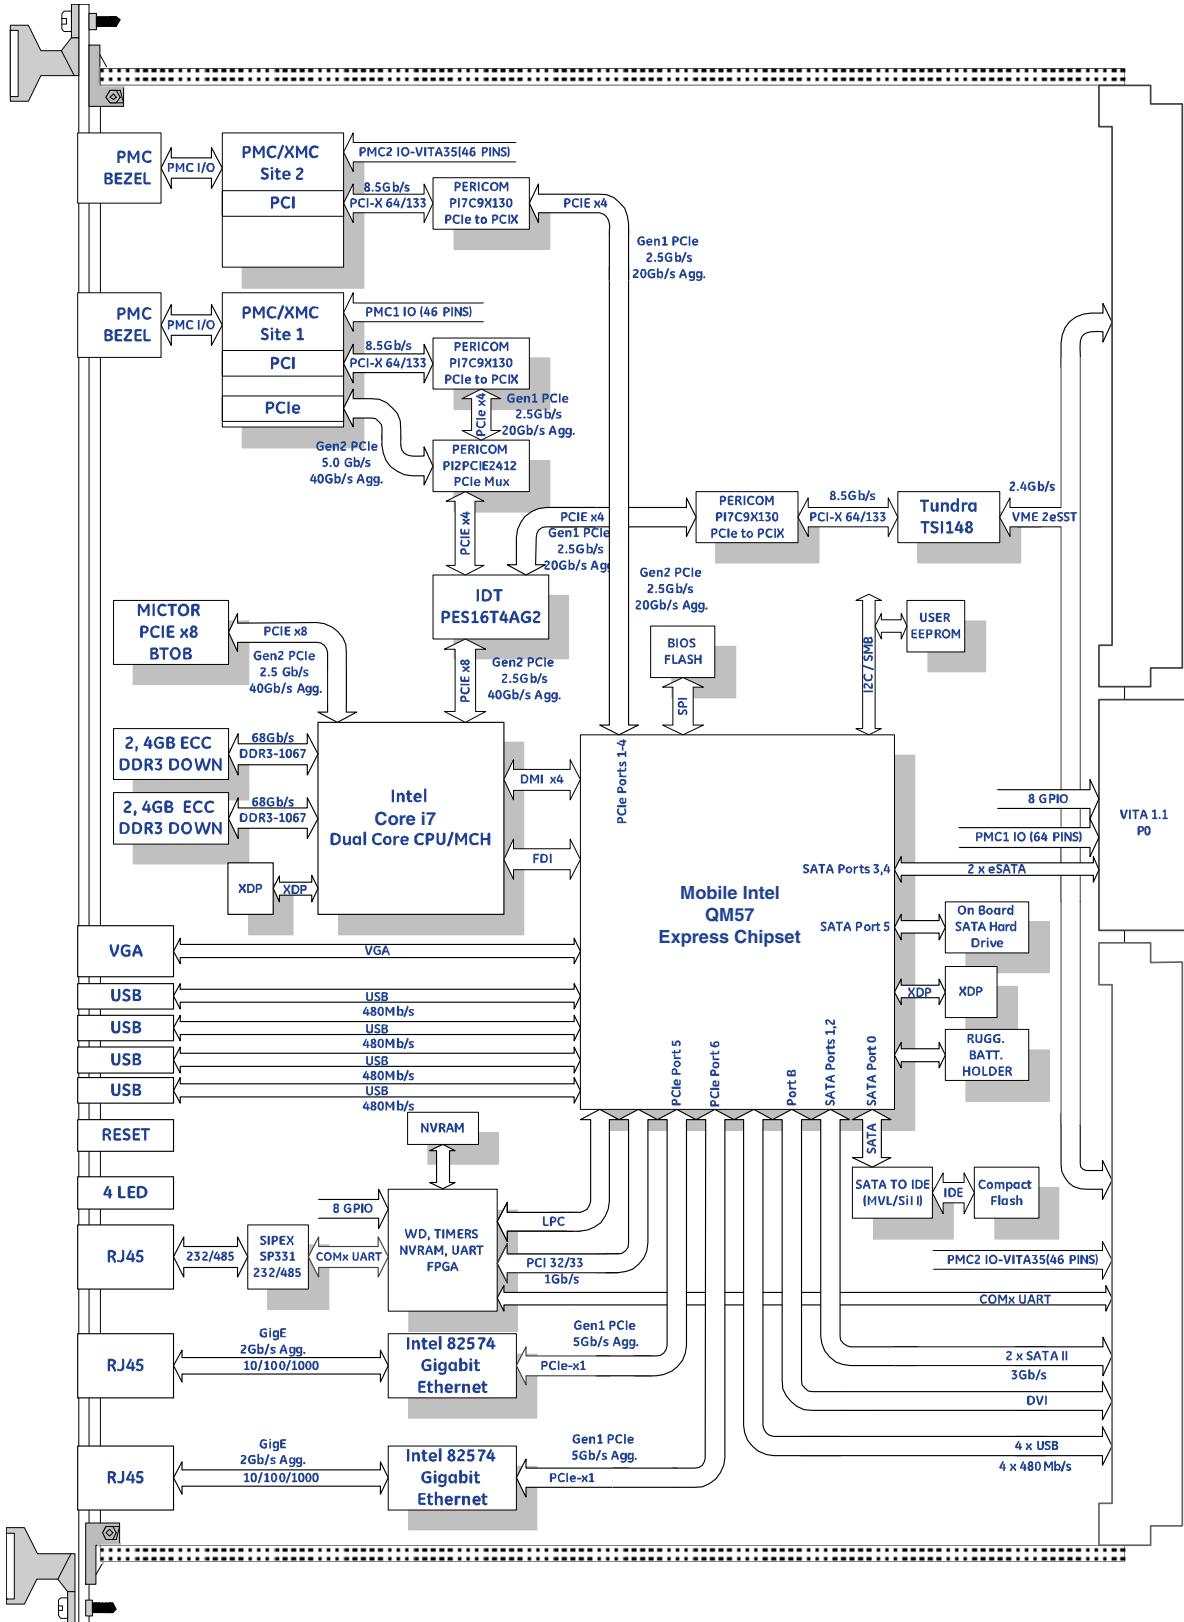 PMC
BEZEL
PMC I/O
PMC/XMC
Site 2
PCI
PMC2 IO-VITA35(46 PINS)
8.5Gb/s
PCI-X 64/133
PERICOM
PI7C9X130
PCIe to PCIX
PCIE x4
Gen1 PCIe
2.5Gb/s
20Gb/s Agg.
PMC
BEZEL
PMC I/O
PMC/XMC
Site 1
PCI
PCIe
PMC1 IO (46 PINS)
8.5Gb/s
PCI-X 64/133
PERICOM
PI7C9X130
PCIe to PCIX
PCIe x4
Gen1 PCIe
2.5Gb/s
20Gb/s Agg.
Gen2 PCIe
5.0 Gb/s
40Gb/s Agg.
PERICOM
PI2PCIE2412
PCIe Mux
PCIE x4
PCIE x4
Gen1 PCIe
2.5Gb/s
20Gb/s Agg
PERICOM
PI7C9X130
PCIe to PCIX
8.5Gb/s
PCI-X 64/133
Tundra
TSI148
2.4Gb/s
VME 2eSST
IDT
PES16T4AG2
Gen2 PCIe
2.5Gb/s
20Gb/s Agg.
MICTOR
PCIE x8
BTOB
PCIE x8
Gen2 PCIe
2.5 Gb/s
40Gb/s Agg.
PCIE x8
Gen2 PCIe
2.5Gb/s
40Gb/s Agg.
BIOS
FLASH
SPI
I2C / SMB
USER
EEPROM
2, 4GB ECC
DDR3 DOWN
68Gb/s
DDR3-1067
2, 4GB ECC
DDR3 DOWN
68Gb/s
DDR3-1067
Intel
Core i7
Dual Core CPU/MCH
XDP
XDP
DMI x4
FDI
PCIe Ports 1-4
Mobile Intel
QM57
Express Chipset
SATA Ports 3,4
SATA Port 5
8 GPIO
PMC1 IO (64 PINS)
2 x eSATA
VITA 1.1
P0
On Board
SATA Hard
Drive
XDP
XDP
RUGG.
BATT.
HOLDER
VGA
VGA
USB
USB
480Mb/s
USB
USB
480Mb/s
USB
USB
480Mb/s
USB
USB
480Mb/s
PCIe Port 5
PCIe Port 6
Port B
SATA Ports 1,2
SATA Port 0
RESET
NVRAM
SATA
4 LED
8 GPIO
WD, TIMERS
NVRAM, UART
FPGA
LPC
PCI 32/33
1Gb/s
SATA TO IDE
(MVL/Sil I)
IDE
Compact
Flash
RJ45
232/485
SIPEX
SP331
232/485
COMx UART
PMC2 IO-VITA35(46 PINS)
COMx UART
RJ45
GigE
2Gb/s Agg.
10/100/1000
Intel 82574
Gigabit
Ethernet
Gen1 PCIe
5Gb/s Agg.
PCIe-x1
2 x SATA II
3Gb/s
DVI
RJ45
GigE
2Gb/s Agg.
10/100/1000
Intel 82574
Gigabit
Ethernet
Gen1 PCIe
5Gb/s Agg.
PCIe-x1
4 x USB
4 x 480 Mb/s